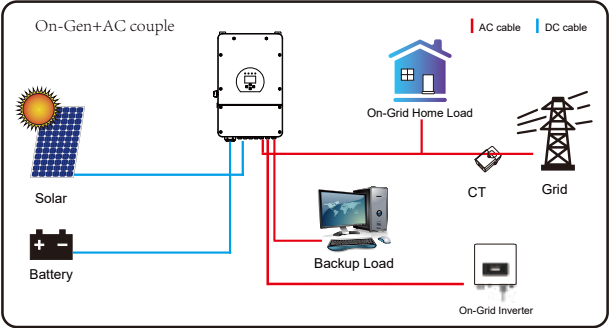 On-Gen+AC couple
AC cable
DC cable
On-Grid Home Load
Solar
CT
Grid
Battery
Backup Load
On-Grid Inverter